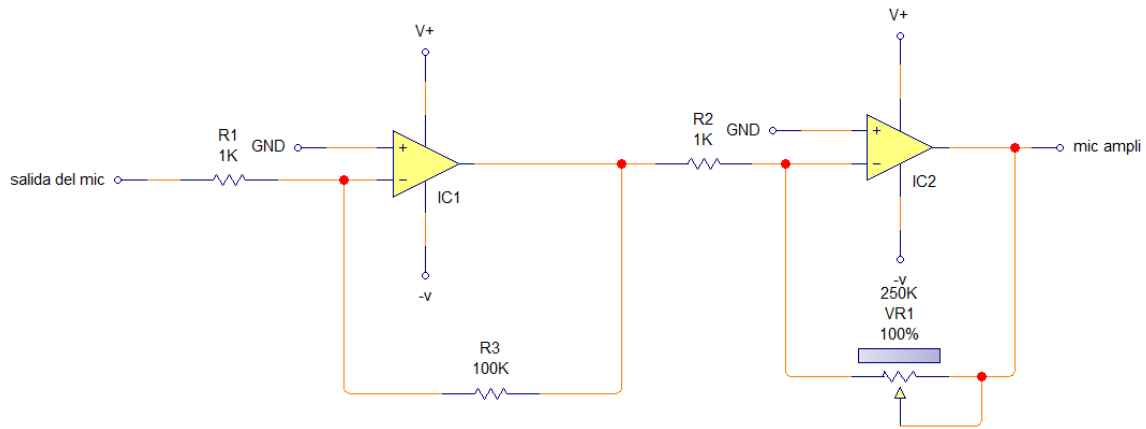 V+
R1
1K
GND
+
−
salida del mic
IC1
-v
R3
100K
V+
R2
1K
GND
+
−
mic ampli
IC2
-v
250K
VR1
100%